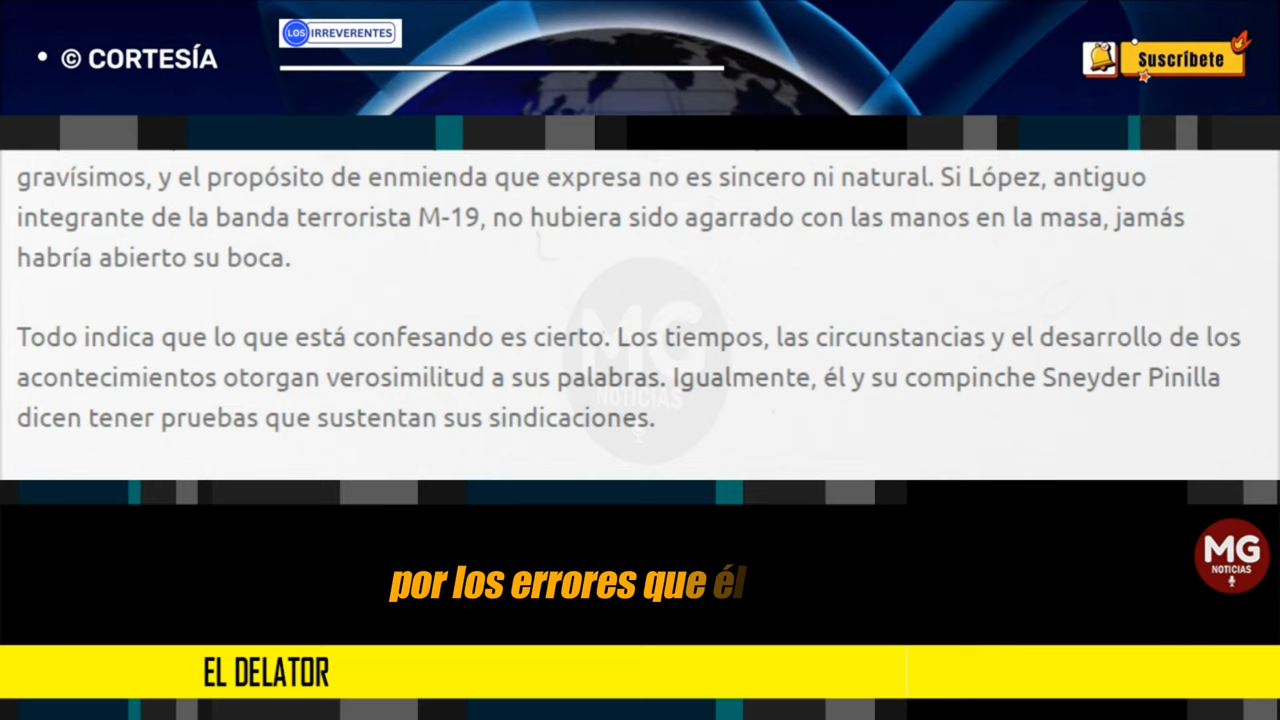 • © CORTESÍA
LOS IRREVERENTES
Suscríbete
gravísimos, y el propósito de enmienda que expresa no es sincero ni natural. Si López, antiguo
integrante de la banda terrorista M-19, no hubiera sido agarrado con las manos en la masa, jamás
habría abierto su boca.
Todo indica que lo que está confesando es cierto. Los tiempos, las circunstancias y el desarrollo de los
acontecimientos otorgan verosimilitud a sus palabras. Igualmente, él y su compinche Sneyder Pinilla
dicen tener pruebas que sustentan sus sindicaciones.
MG
NOTICIAS
por los errores que él
MG
NOTICIAS
EL DELATOR